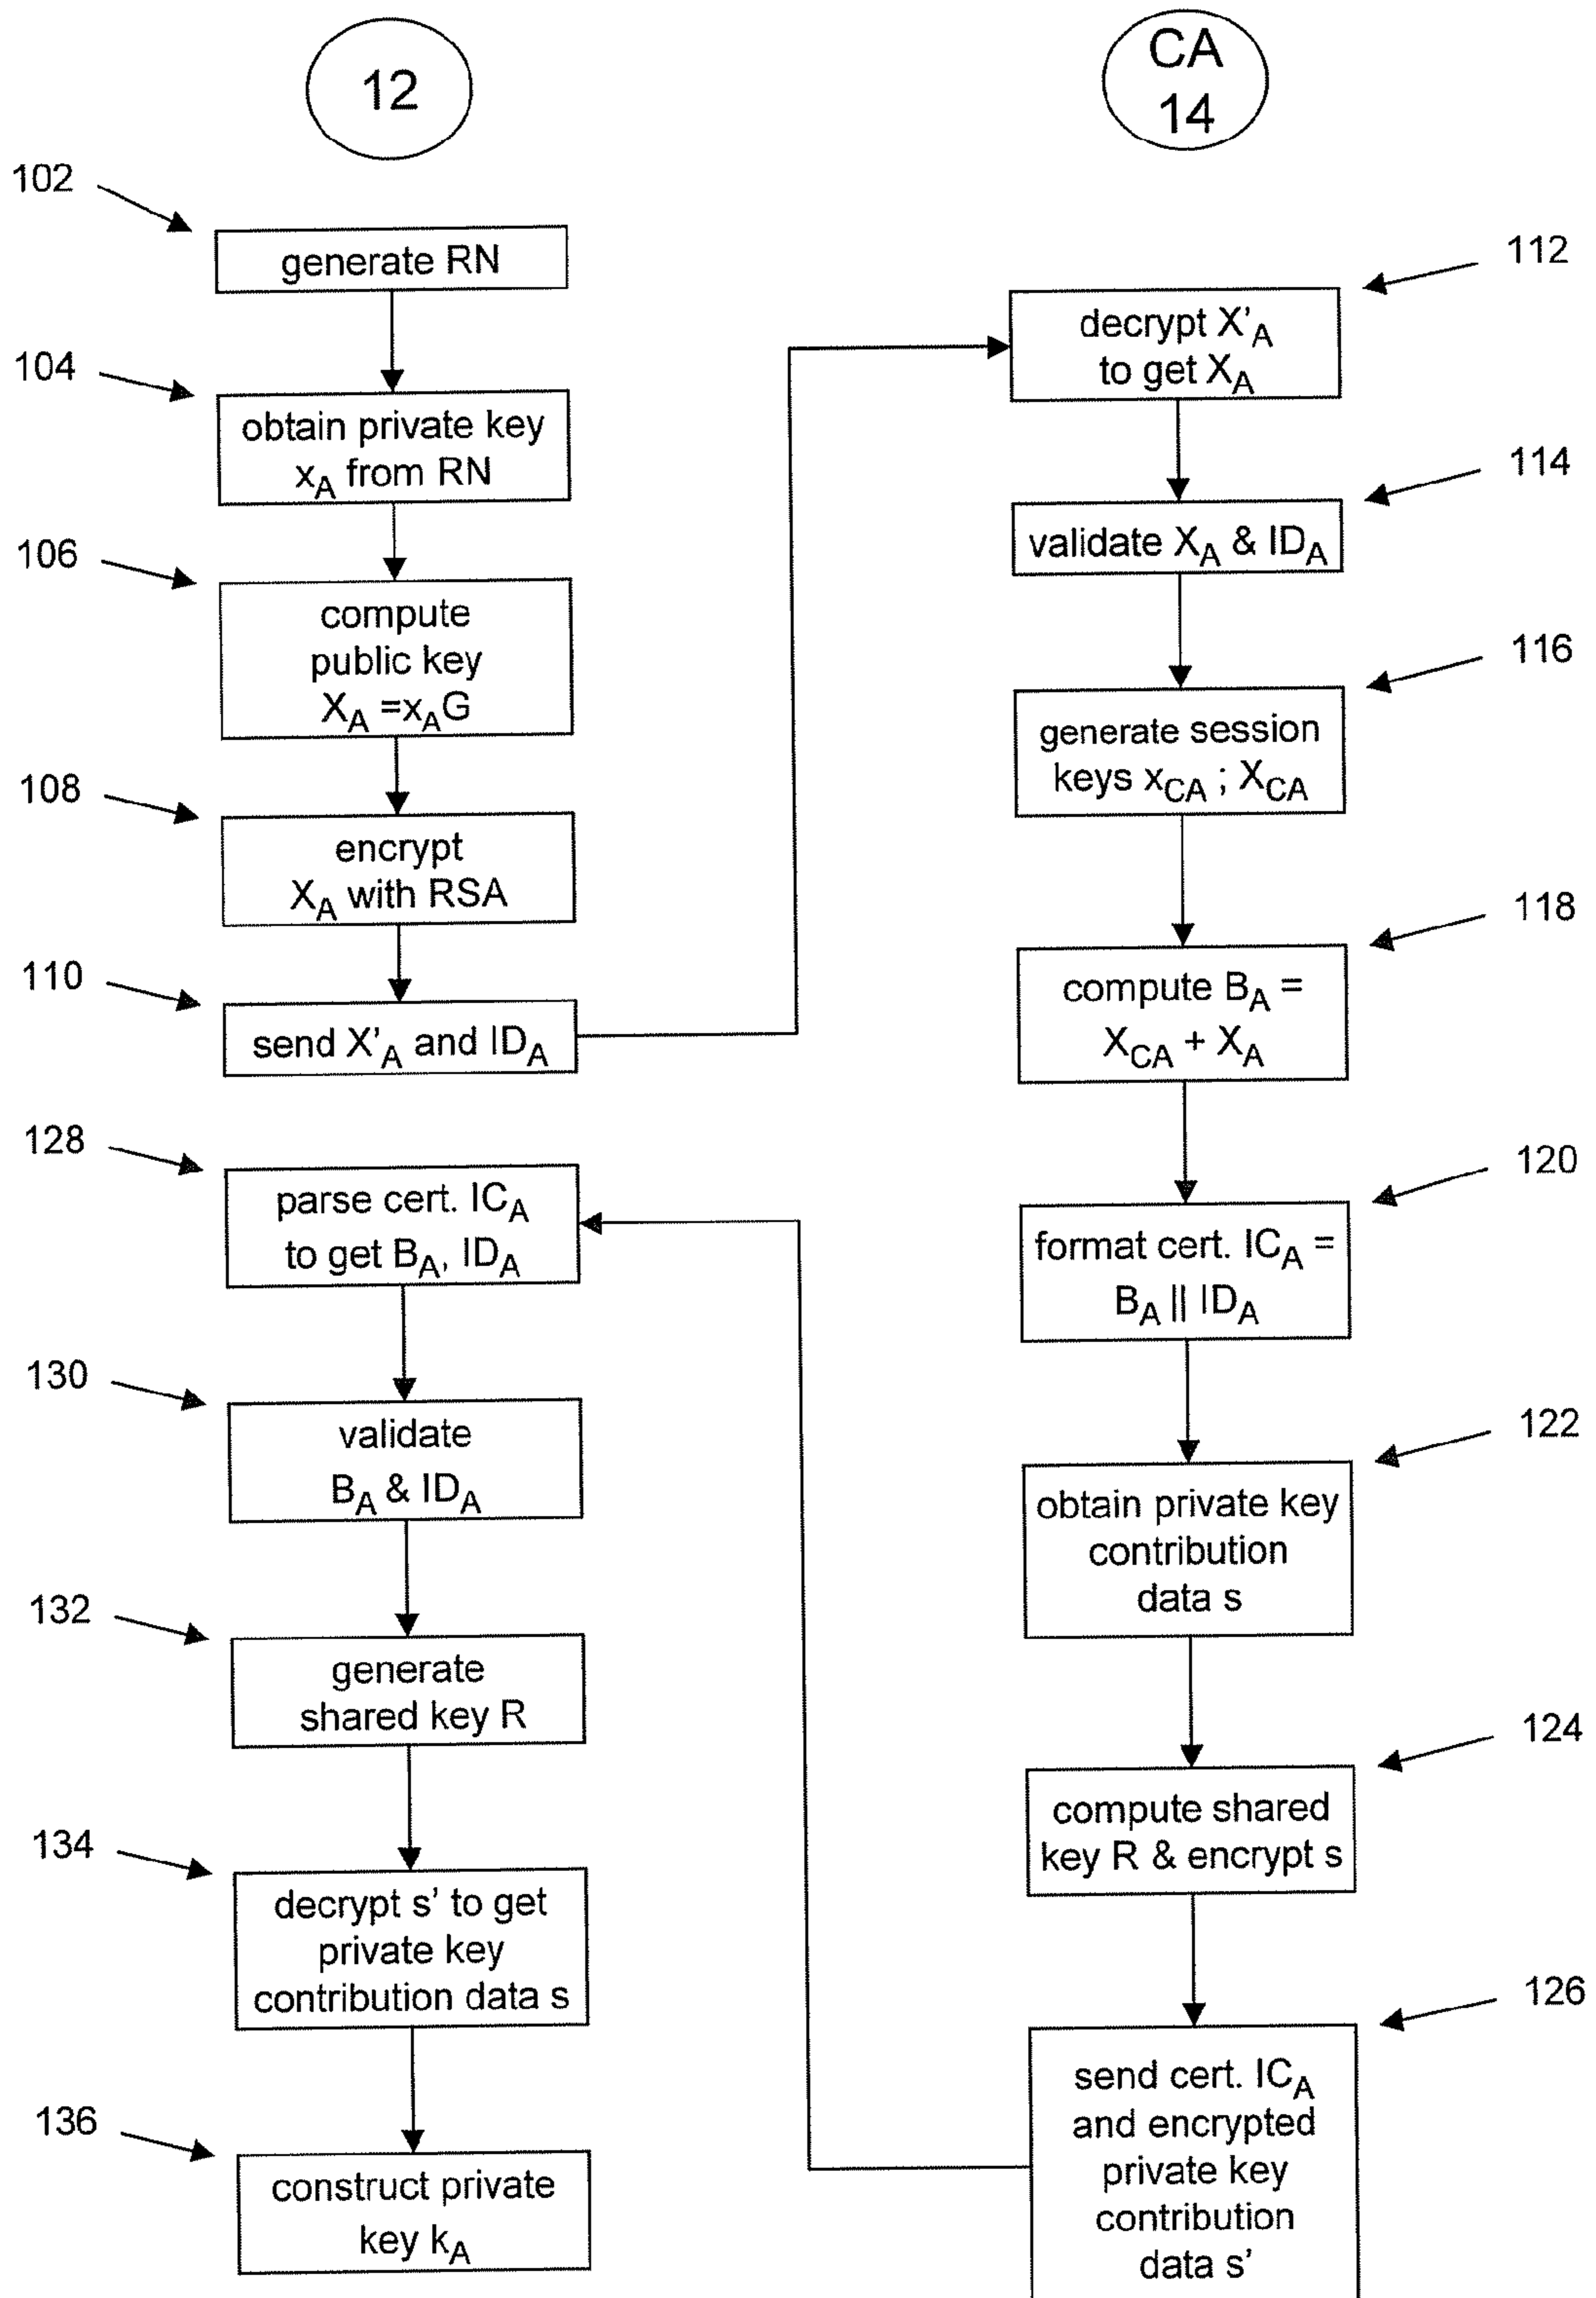 12
102
generate RN
104
obtain private key
xA from RN
106
compute
public key
XA =xAG
108
encrypt
XA with RSA
110
send X'A and IDA
128
parse cert. ICA
to get BA, IDA
130
validate
BA & IDA
132
generate
shared key R
134
decrypt s' to get
private key
contribution data s
136
construct private
key kA
CA
14
112
decrypt X'A
to get XA
114
validate XA & IDA
116
generate session
keys xCA ; XCA
118
compute BA =
XCA + XA
120
format cert. ICA =
BA || IDA
122
obtain private key
contribution
data s
124
compute shared
key R & encrypt s
126
send cert. ICA
and encrypted
private key
contribution
data s'